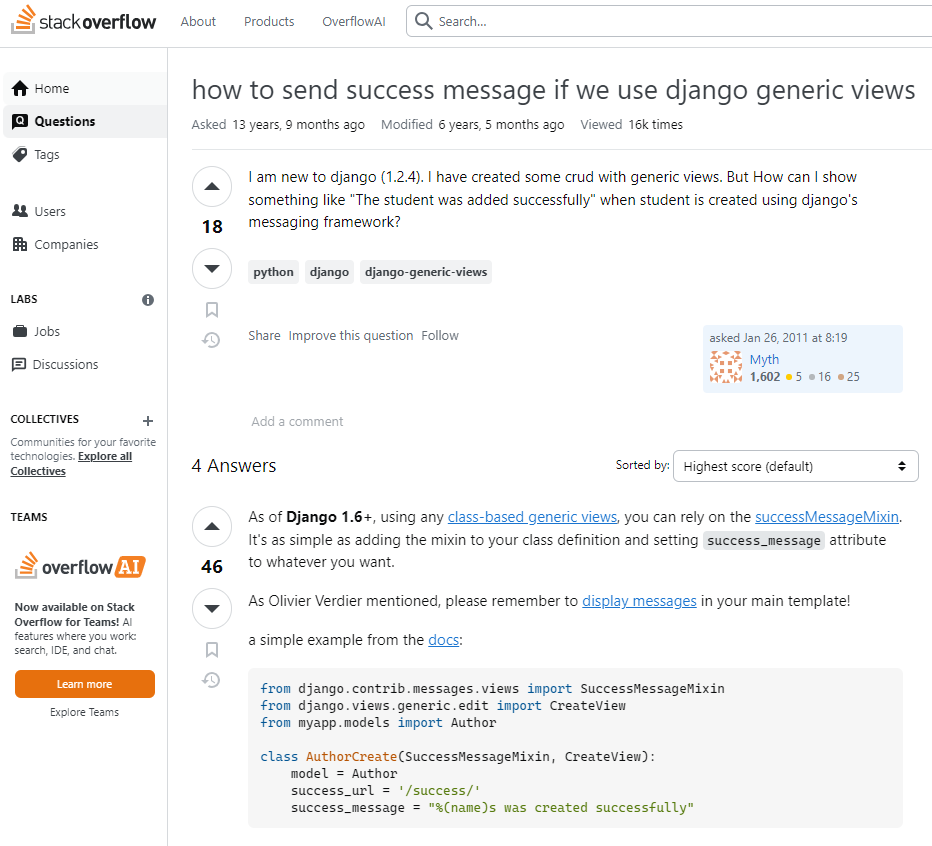 stackoverflow
About
Products
OverflowAI
Search...
Home
Questions
Tags
Users
Companies
LABS
Jobs
Discussions
COLLECTIVES
Communities for your favorite
technologies. Explore all
Collectives
TEAMS
overflowAI
Now available on Stack
Overflow for Teams! AI
features where you work:
search, IDE, and chat.
Learn more
Explore Teams
how to send success message if we use django generic views
Asked 13 years, 9 months ago Modified 6 years, 5 months ago Viewed 16k times
18
I am new to django (1.2.4). I have created some crud with generic views. But How can I show
something like "The student was added successfully" when student is created using django's
messaging framework?
python django django-generic-views
Share Improve this question Follow
asked Jan 26, 2011 at 8:19
Myth
1,602 5 16 25
Add a comment
4 Answers
Sorted by: Highest score (default)
46
As of Django 1.6+, using any class-based generic views, you can rely on the successMessageMixin.
It's as simple as adding the mixin to your class definition and setting success_message attribute
to whatever you want.
As Olivier Verdier mentioned, please remember to display messages in your main template!
a simple example from the docs:
from django.contrib.messages.views import SuccessMessageMixin
from django.views.generic.edit import CreateView
from myapp.models import Author
class AuthorCreate(SuccessMessageMixin, CreateView):
    model = Author
    success_url = '/success/'
    success_message = "%(name)s was created successfully"